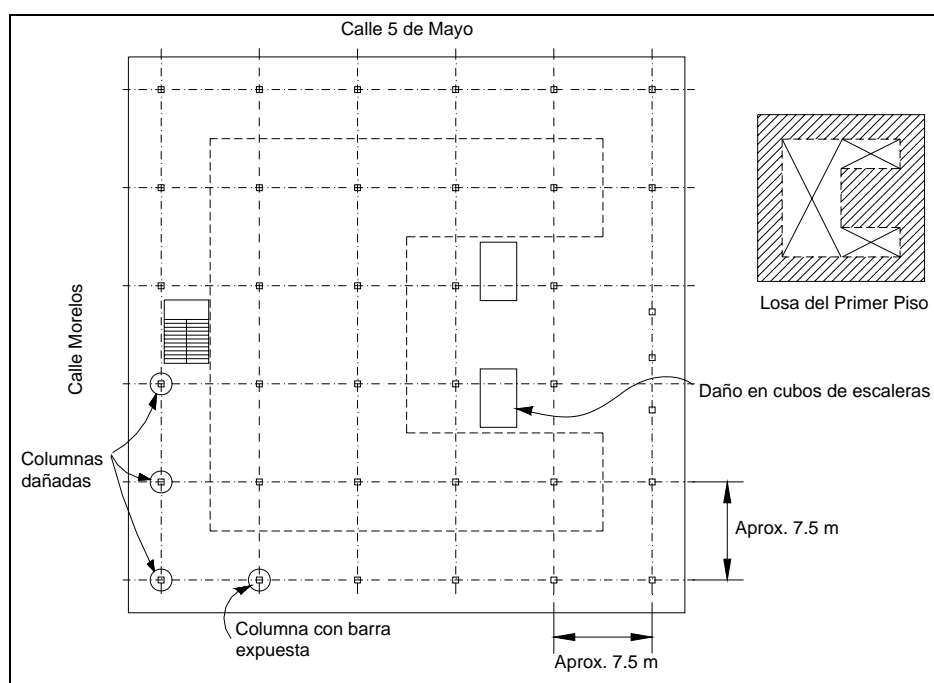 Calle 5 de Mayo
Calle Morelos
Losa del Primer Piso
Daño en cubos de escaleras
Columnas
dañadas
Aprox. 7.5 m
Columna con barra
expuesta
Aprox. 7.5 m